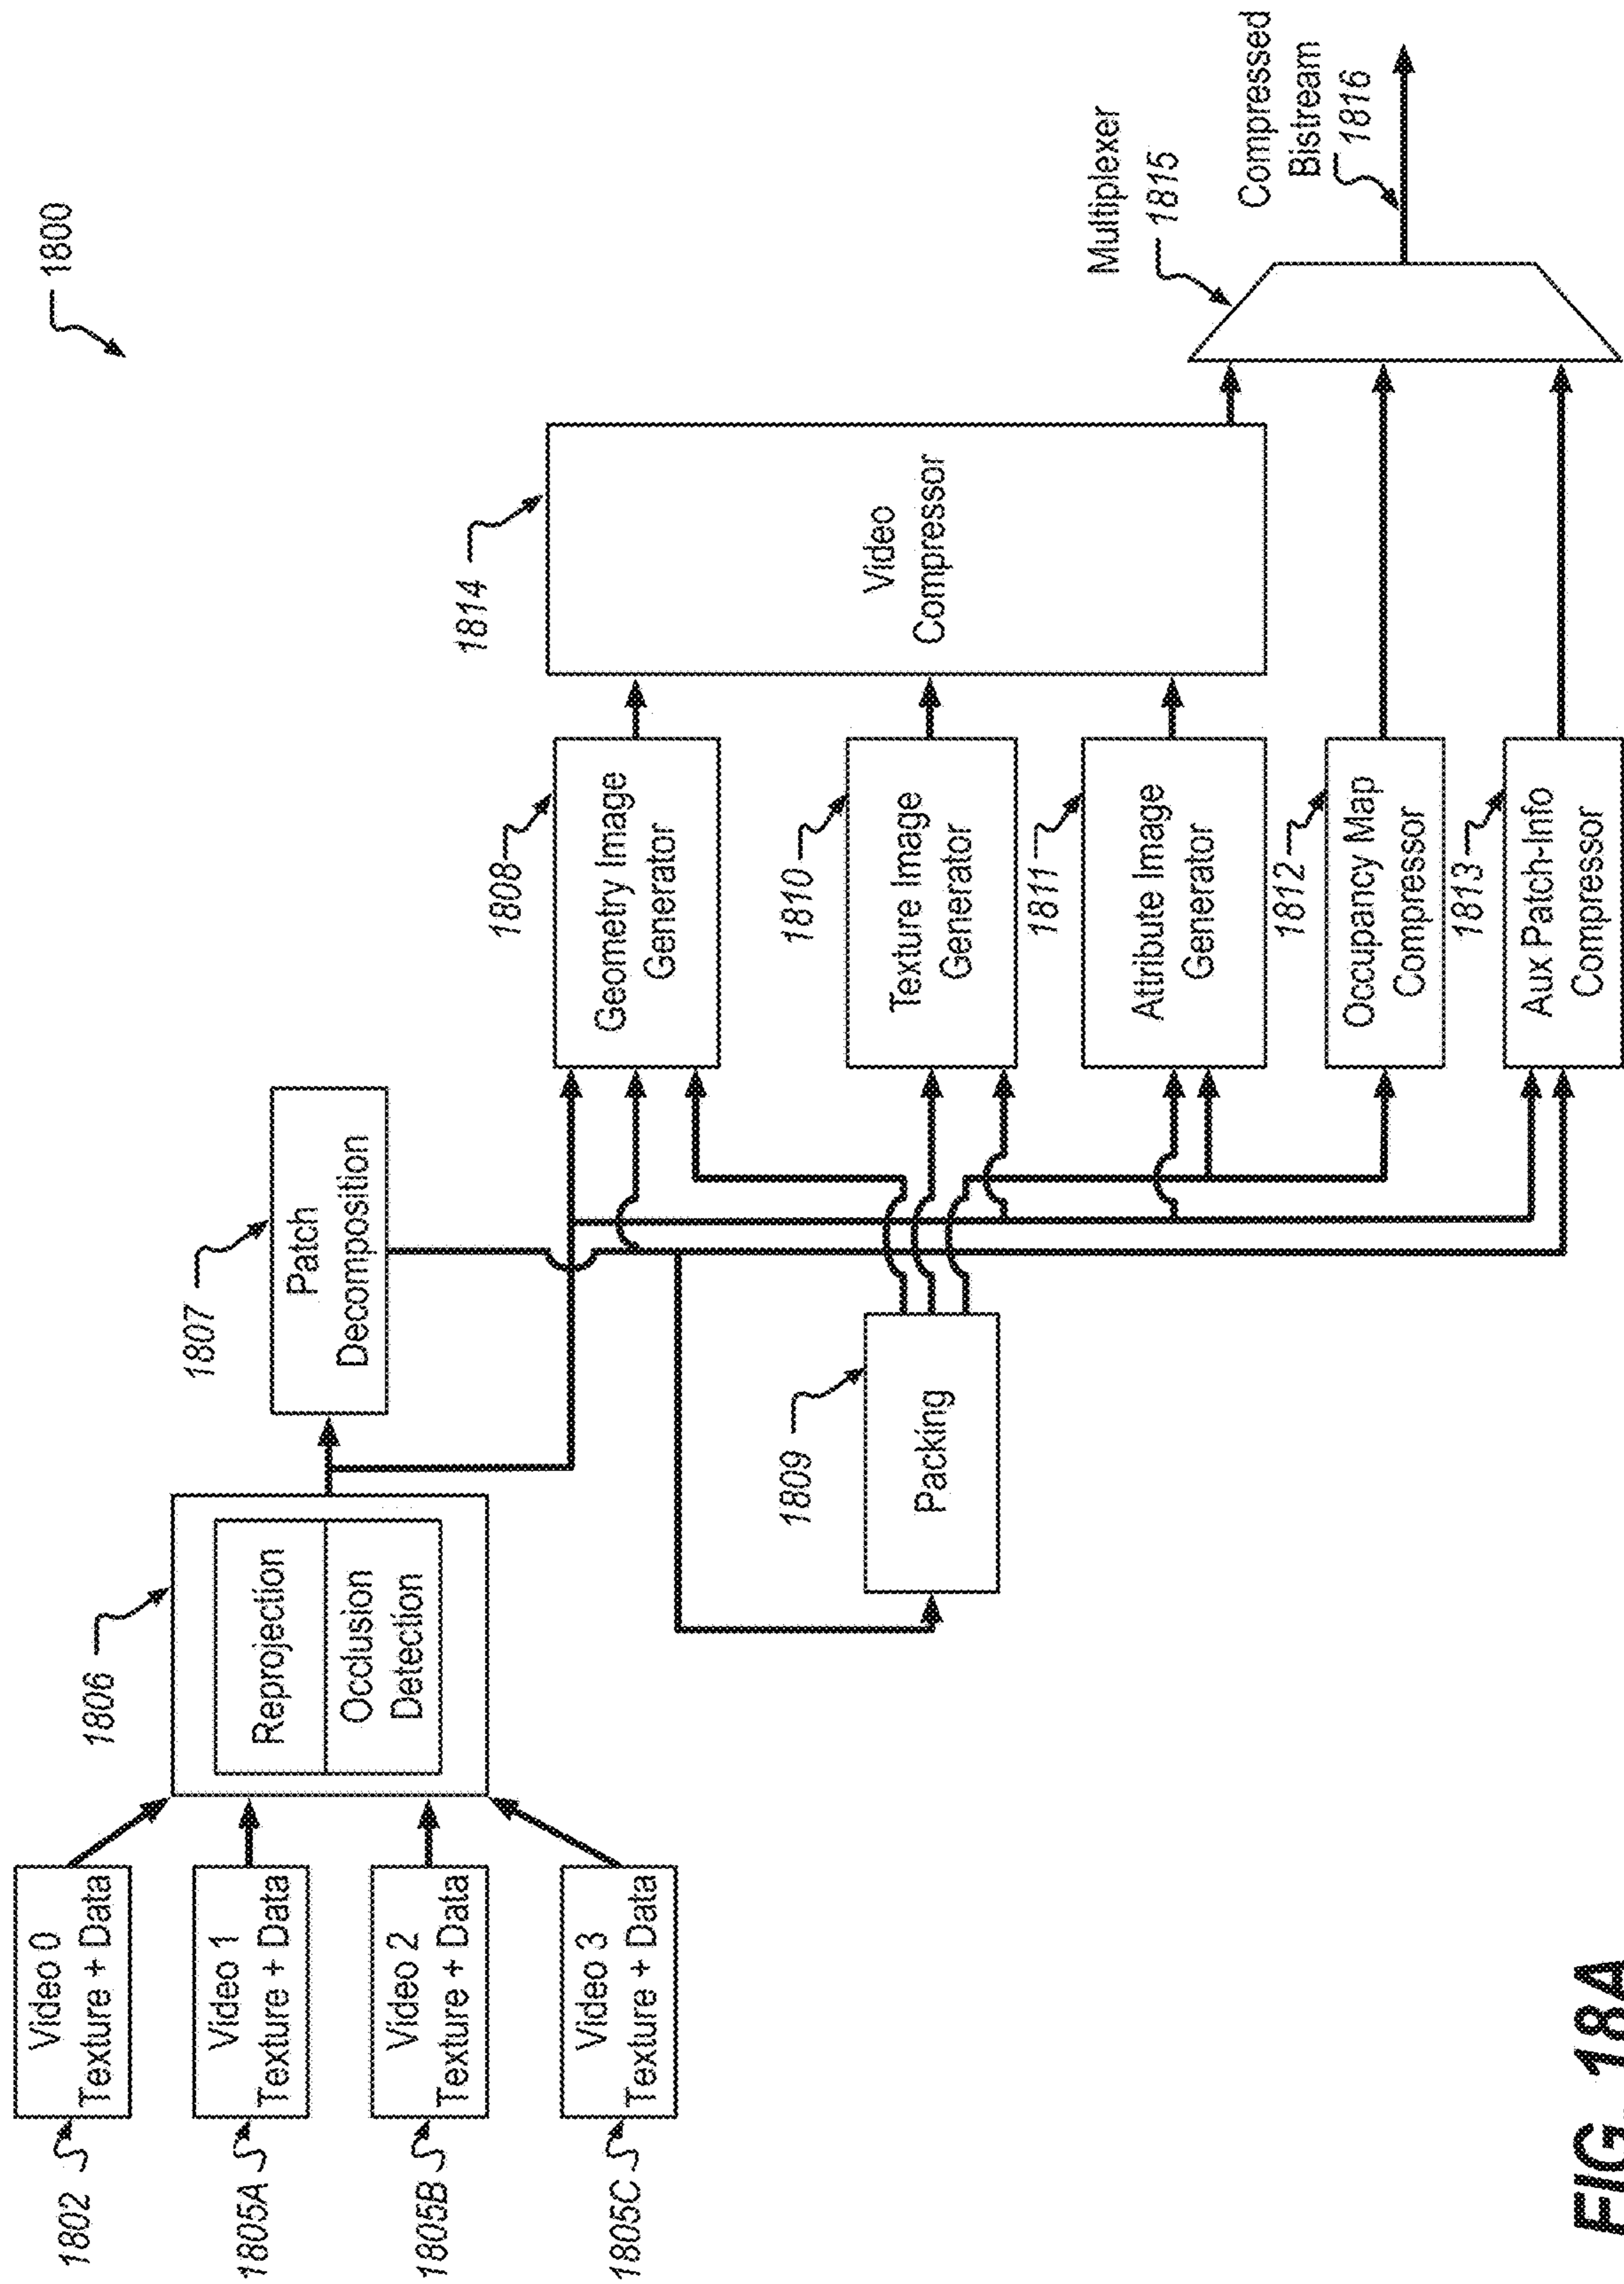 1800
Video 0
Texture + Data
1802
Video 1
Texture + Data
1805A
Video 2
Texture + Data
1805B
Video 3
Texture + Data
1805C
1806
Reprojection
Occlusion
Detection
1807
Patch
Decomposition
1809
Packing
1808
Geometry Image
Generator
1810
Texture Image
Generator
1811
Attribute Image
Generator
1812
Occupancy Map
Compressor
1813
Aux Patch-Info
Compressor
1814
Video
Compressor
Multiplexer
1815
Compressed
Bistream
1816
FIG. 18A